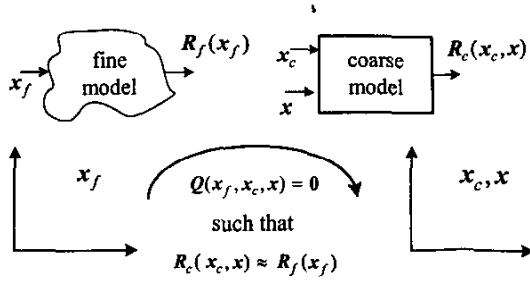 fine
model
x_f
R_f(x_f)
x_c
x
coarse
model
R_c(x_c,x)
x_f
Q(x_f,x_c,x)=0
such that
R_c(x_c,x) ≈ R_f(x_f)
x_c,x